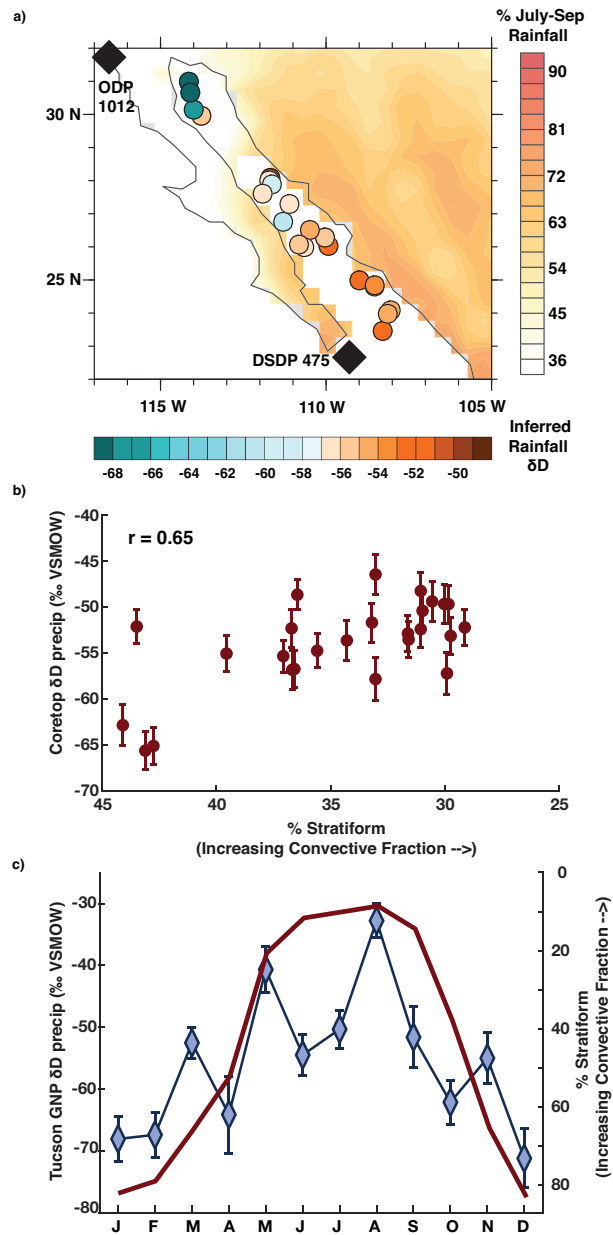 a)
% July-Sep
Rainfall
ODP
1012
30 N
25 N
DSDP 475
115 W
110 W
105 W
90
81
72
63
54
45
36
-68
-66
-64
-62
-60
-58
-56
-54
-52
-50
Inferred
Rainfall
δD
b)
r = 0.65
Coretop δD precip (‰ VSMOW)
-40
-45
-50
-55
-60
-65
-70
45
40
35
30
25
% Stratiform
(Increasing Convective Fraction -->)
c)
Tucson GNP δD precip (‰ VSMOW)
-30
-40
-50
-60
-70
-80
0
20
40
60
80
% Stratiform
(Increasing Convective Fraction -->)
J F M A M J J A S O N D